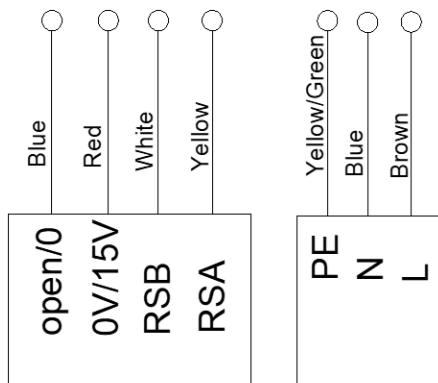 Blue
Red
White
Yellow
Yellow/Green
Blue
Brown
open/0
0V/15V
RSB
RSA
PE
N
L